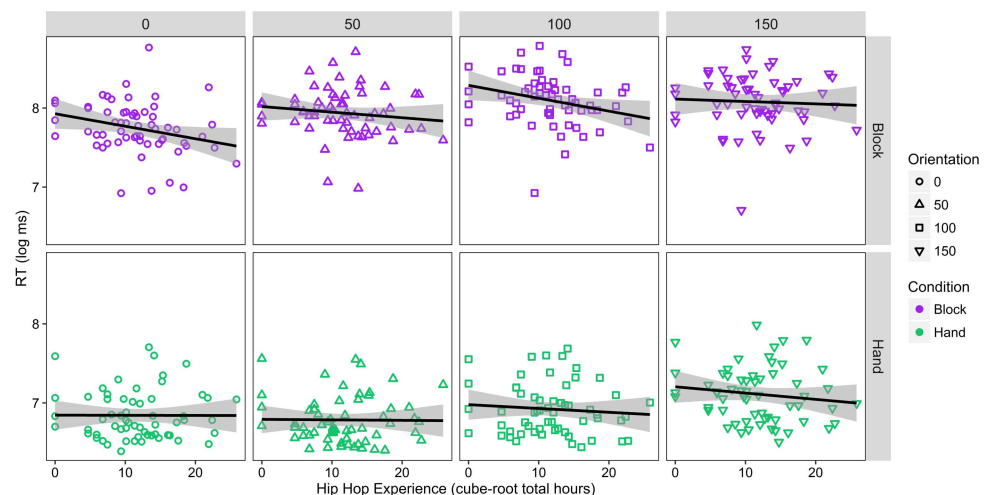 0 50 100 150
8
7
Block
8
7
Hand
RT (log ms)
0 10 20 0 10 20 0 10 20 0 10 20
Hip Hop Experience (cube-root total hours)
Orientation
0
50
100
150
Condition
Block
Hand